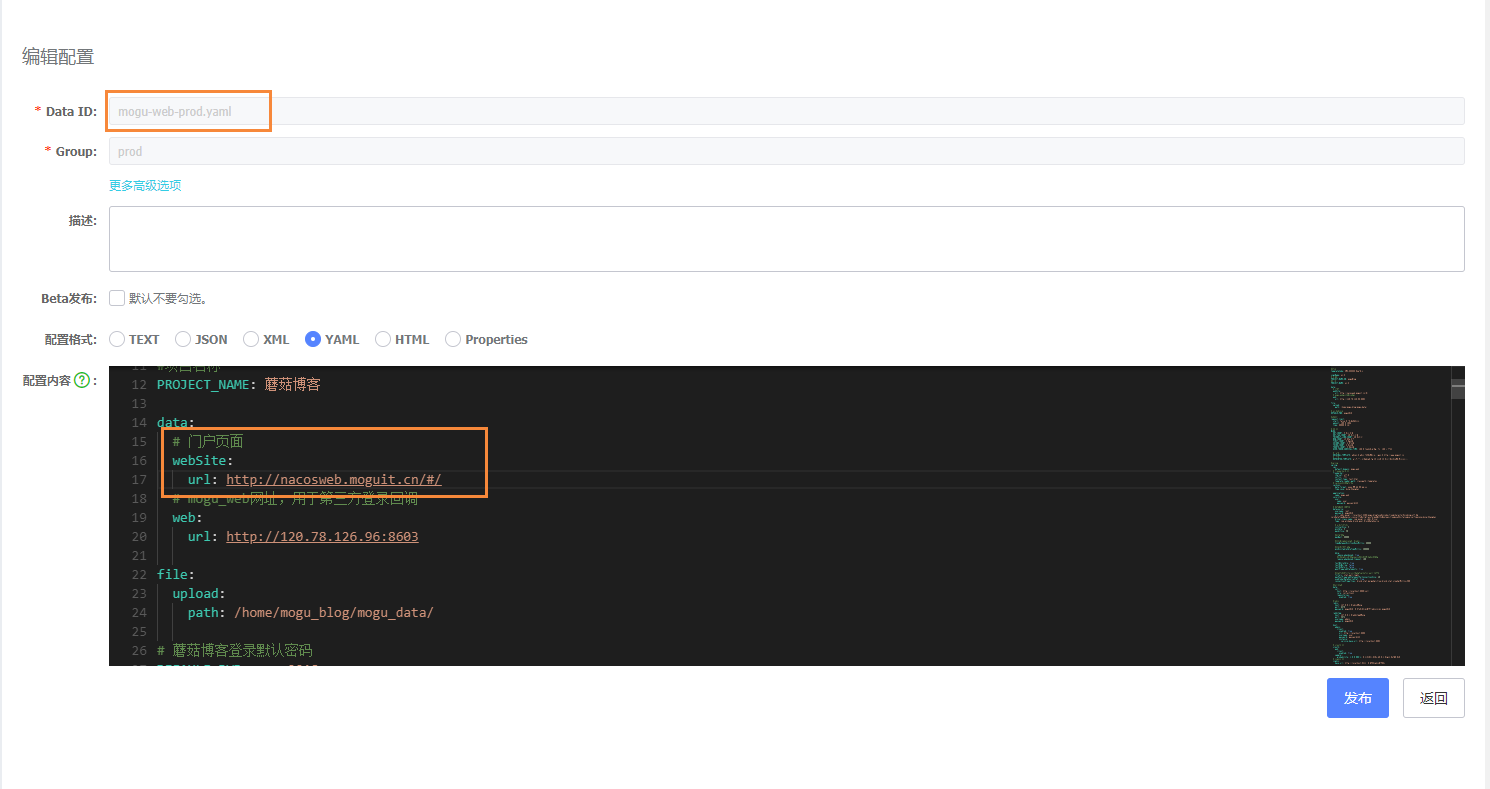 编辑配置
* Data ID: mogu-web-prod.yaml
* Group: prod
更多高级选项
描述:
Beta发布: 默认不要勾选。
配置格式: TEXT JSON XML YAML HTML Properties
配置内容 ? :
11 #项目名称
12 PROJECT_NAME: 蘑菇博客
13
14 data:
15 # 门户页面
16 webSite:
17 url: http://nacosweb.moguit.cn/#/
18 # mogu_web网址，用于第三方登录回调
19 web:
20 url: http://120.78.126.96:8603
21
22 file:
23 upload:
24 path: /home/mogu_blog/mogu_data/
25
26 # 蘑菇博客登录默认密码
发布 返回